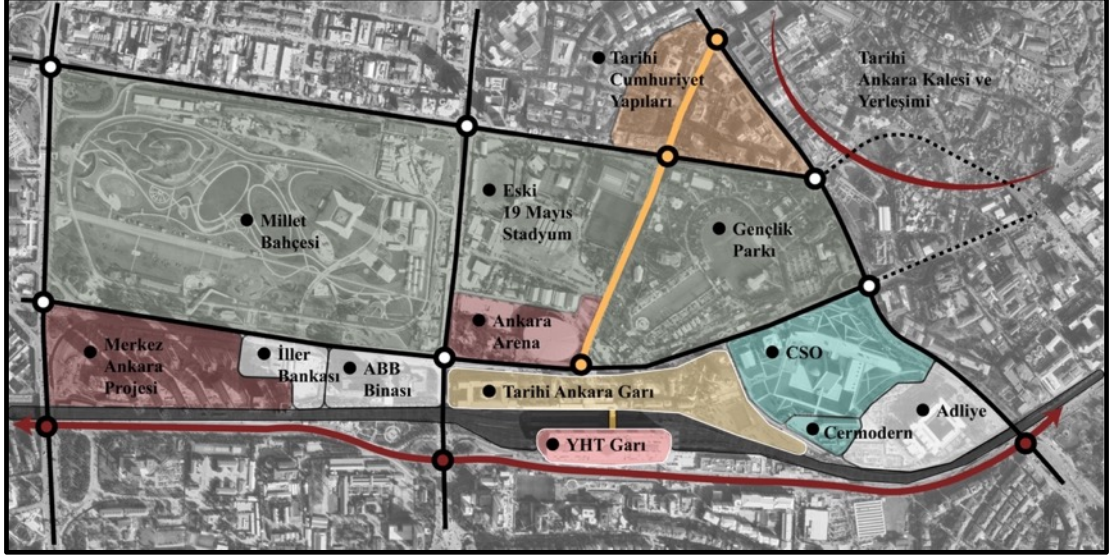 Tarihi
Cumhuriyet
Yapıları
Tarihi
Ankara Kalesi ve
Yerleşimi
Millet
Bahçesi
Eski
19 Mayıs
Stadyum
Gençlik
Parkı
Ankara
Arena
Merkez
Ankara
Projesi
İller
Bankası
ABB
Binası
Tarihi Ankara Garı
CSO
Adliye
Cermodern
YHT Garı